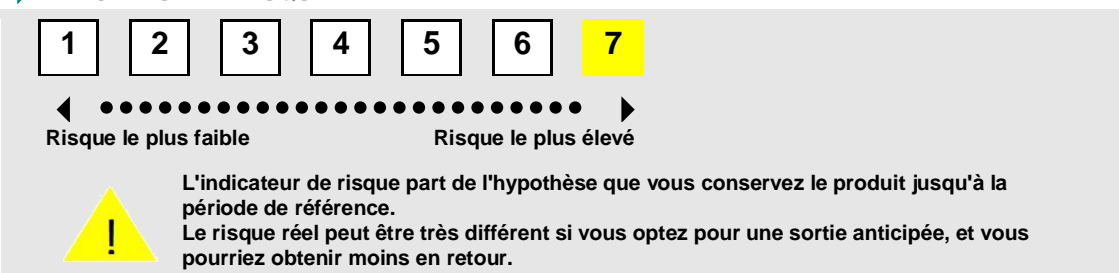 1 2 3 4 5 6 7
Risque le plus faible Risque le plus élevé
L'indicateur de risque part de l'hypothèse que vous conservez le produit jusqu'à la
période de référence.
Le risque réel peut être très différent si vous optez pour une sortie anticipée, et vous
pourriez obtenir moins en retour.
!